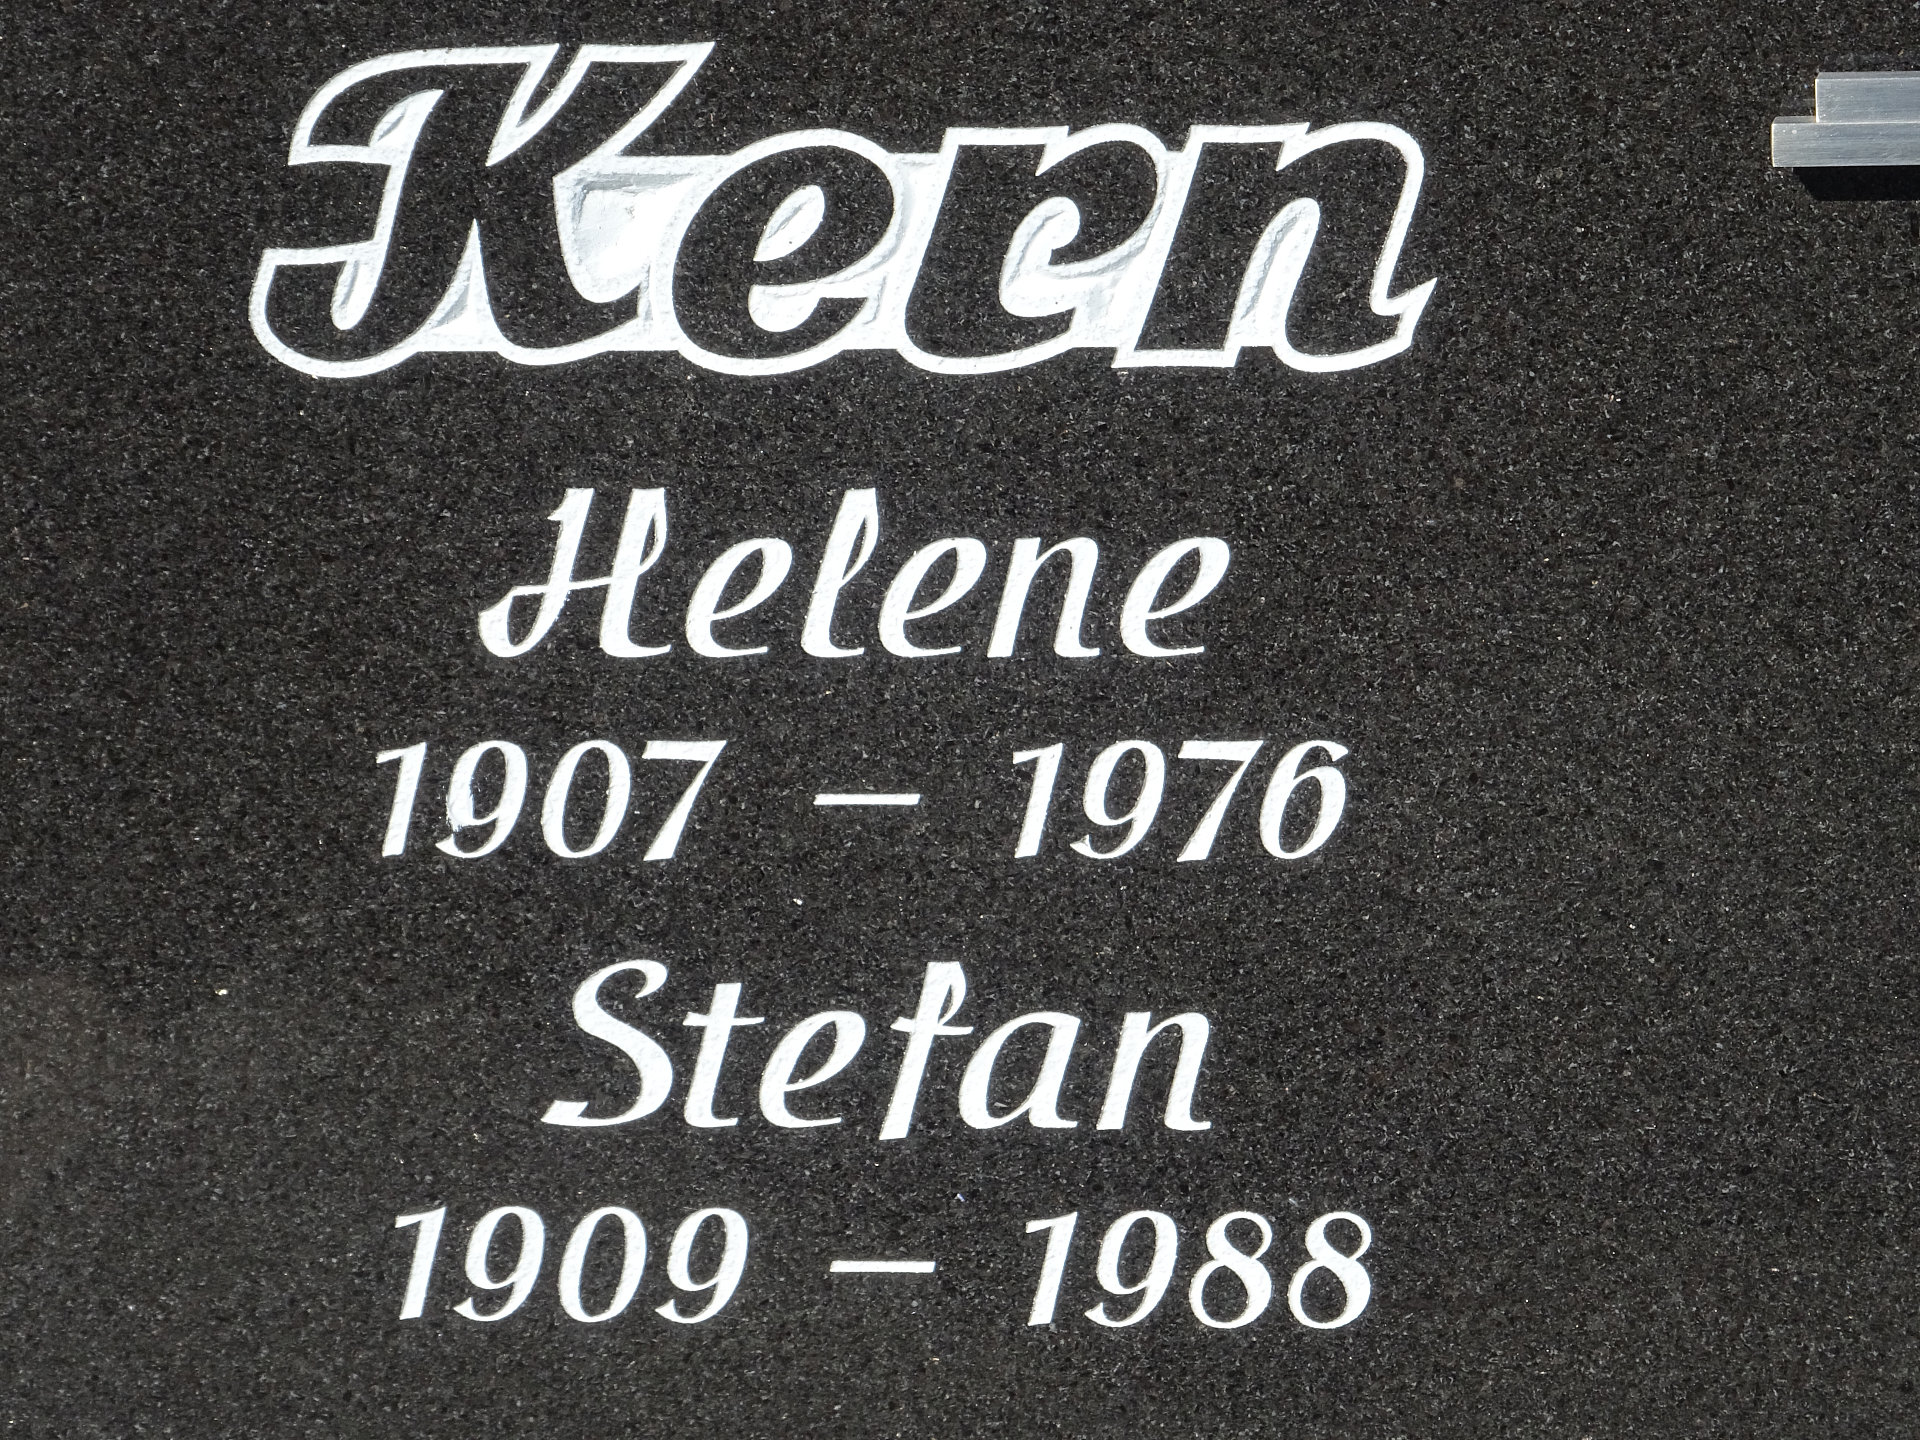 Kern
Helene
1907 – 1976
Stefan
1909 – 1988